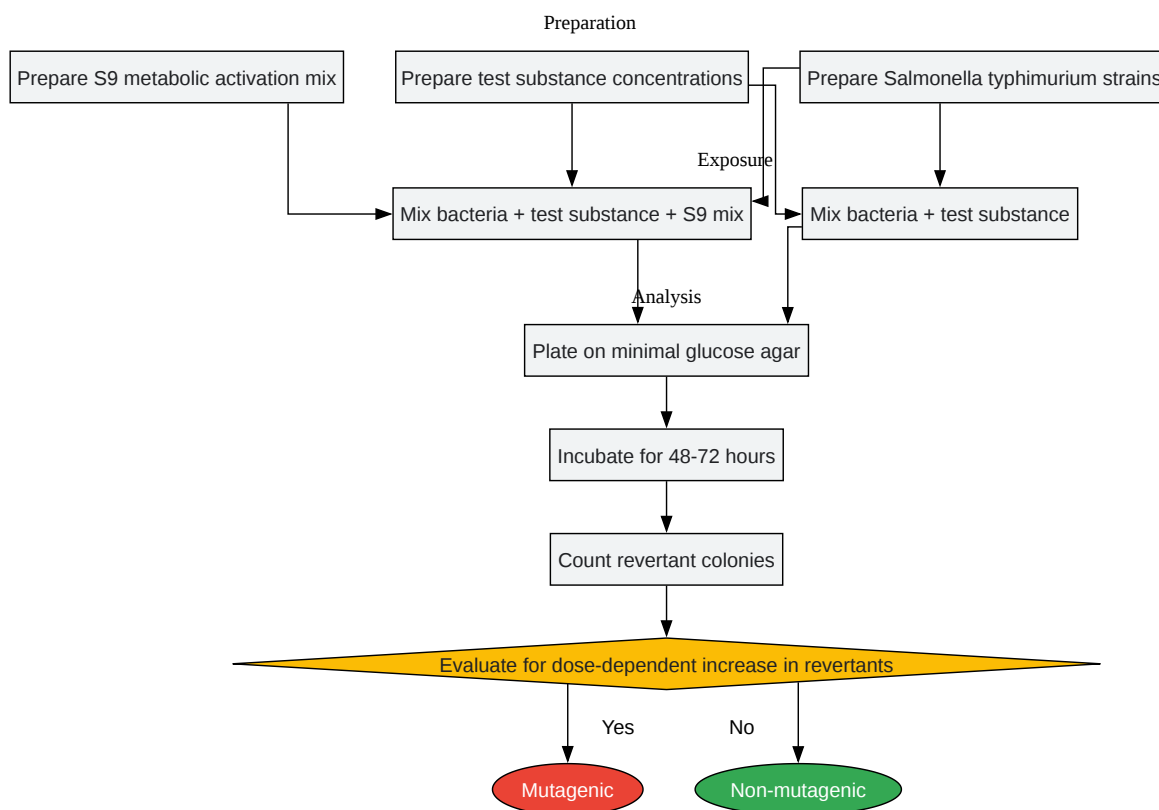 Preparation
Prepare S9 metabolic activation mix
Prepare test substance concentrations
Prepare Salmonella typhimurium strains
Exposure
Mix bacteria + test substance + S9 mix
Mix bacteria + test substance
Analysis
Plate on minimal glucose agar
Incubate for 48-72 hours
Count revertant colonies
Evaluate for dose-dependent increase in revertants
Yes
No
Mutagenic
Non-mutagenic